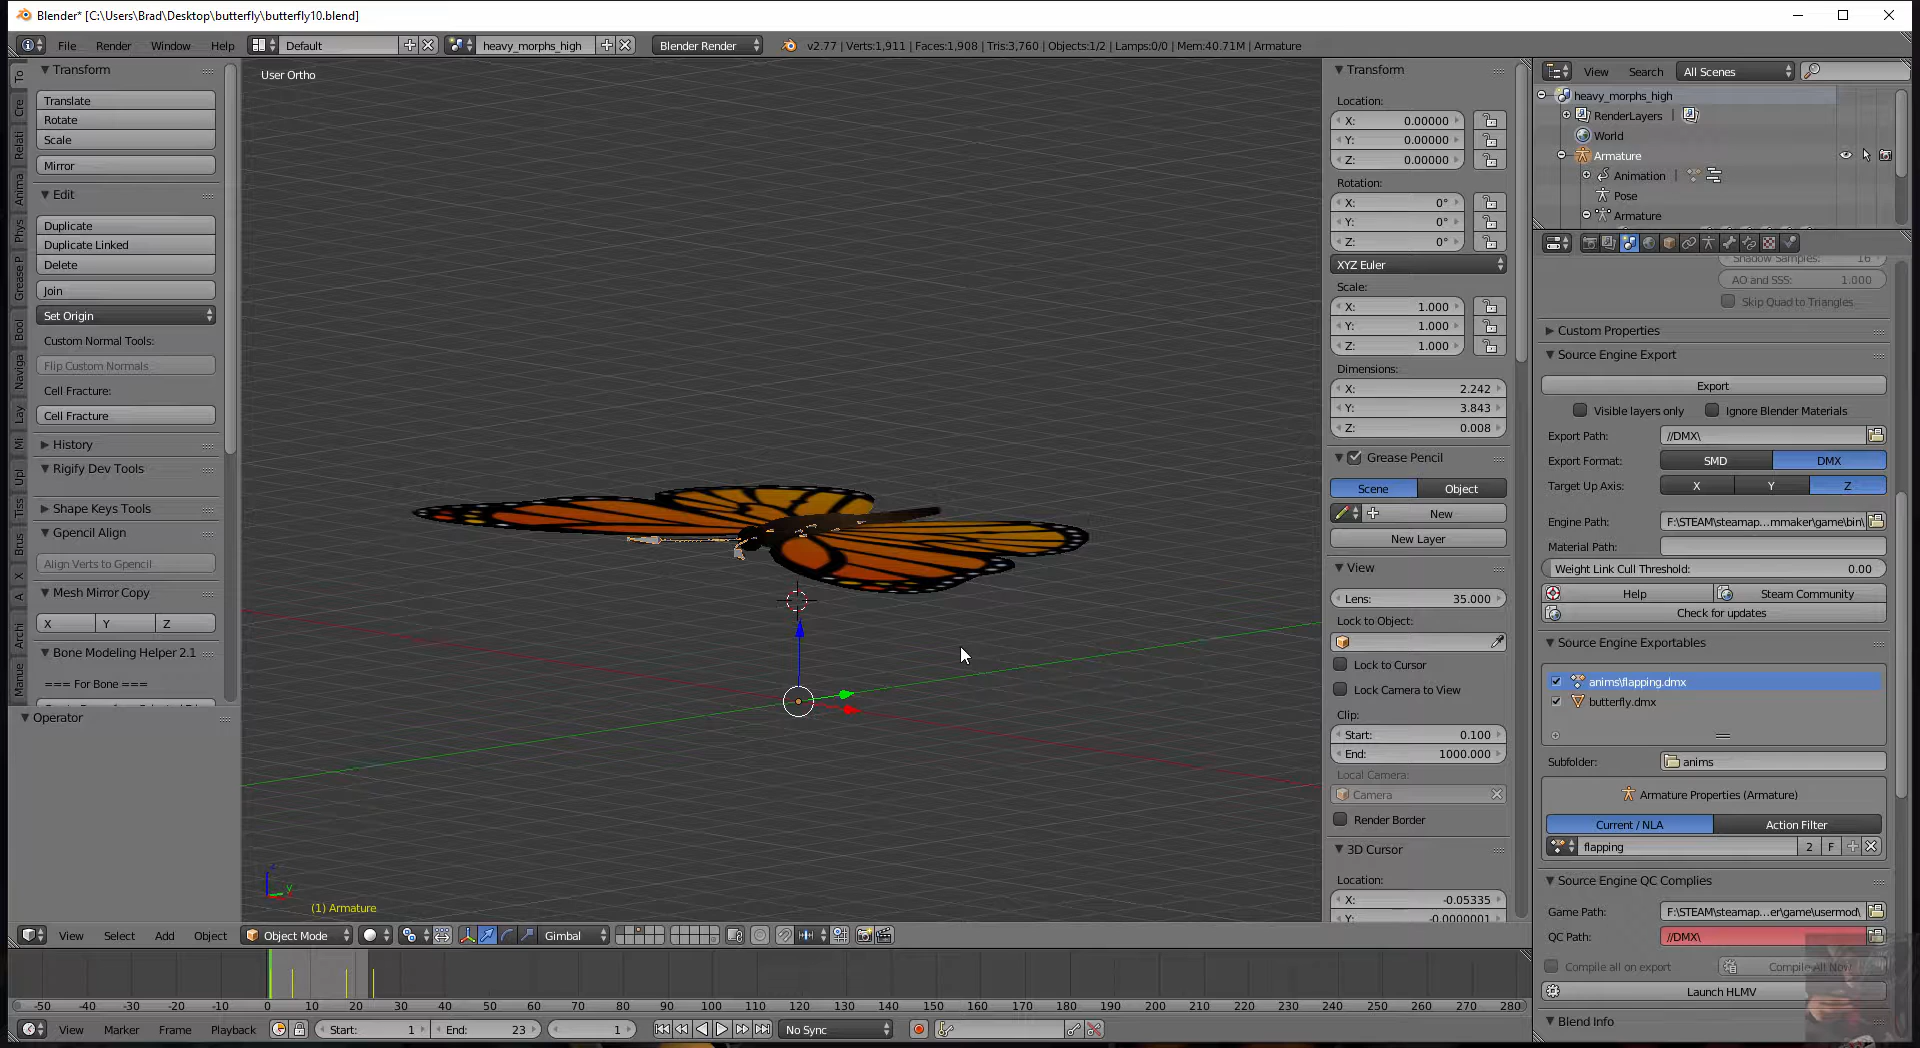 Blender* [C:\Users\Brad\Desktop\butterfly\butterfly10.blend]
File Render Window Help Default heavy_morphs_high Blender Render v2.77 | Verts:1,911 | Faces:1,908 | Tris:3,760 | Objects:1/2 | Lamps:0/0 | Mem:40.71M | Armature
To
Cre
Relati
Anima
Phys
Grease P
Bool
Naviga
Lay
Mi
Upl
Tiss
Brus
X
A
Archi
Manue
Transform
Translate
Rotate
Scale
Mirror
Edit
Duplicate
Duplicate Linked
Delete
Join
Set Origin
Custom Normal Tools:
Flip Custom Normals
Cell Fracture:
Cell Fracture
History
Rigify Dev Tools
Shape Keys Tools
Gpencil Align
Align Verts to Gpencil
Mesh Mirror Copy
X Y Z
Bone Modeling Helper 2.1
=== For Bone ===
Operator
User Ortho
z
y
(1) Armature
Transform
Location:
X: 0.00000
Y: 0.00000
Z: 0.00000
Rotation:
X: 0°
Y: 0°
Z: 0°
XYZ Euler
Scale:
X: 1.000
Y: 1.000
Z: 1.000
Dimensions:
X: 2.242
Y: 3.843
Z: 0.008
Grease Pencil
Scene Object
New
New Layer
View
Lens: 35.000
Lock to Object:
Lock to Cursor
Lock Camera to View
Clip:
Start: 0.100
End: 1000.000
Local Camera:
Camera
Render Border
3D Cursor
Location:
X: -0.05335
Y: -0.0000001
View Search All Scenes
heavy_morphs_high
RenderLayers |
World
Armature
Animation |
Pose
Armature
Shadow Samples: 16
AO and SSS: 1.000
Skip Quad to Triangles
Custom Properties
Source Engine Export
Export
Visible layers only Ignore Blender Materials
Export Path: //DMX\
Export Format: SMD DMX
Target Up Axis: X Y Z
Engine Path: F:\STEAM\steamap...mmaker\game\bin\
Material Path:
Weight Link Cull Threshold: 0.00
Help Steam Community
Check for updates
Source Engine Exportables
anims\flapping.dmx
butterfly.dmx
Subfolder: anims
Armature Properties (Armature)
Current / NLA Action Filter
flapping 2 F
Source Engine QC Complies
Game Path: F:\STEAM\steamap...er\game\usermod\
QC Path: //DMX\
Compile all on export Compile All Now
Launch HLMV
Blend Info
View Select Add Object Object Mode Gimbal
-50 -40 -30 -20 -10 0 10 20 30 40 50 60 70 80 90 100 110 120 130 140 150 160 170 180 190 200 210 220 230 240 250 260 270 280
View Marker Frame Playback Start: 1 End: 23 1 No Sync